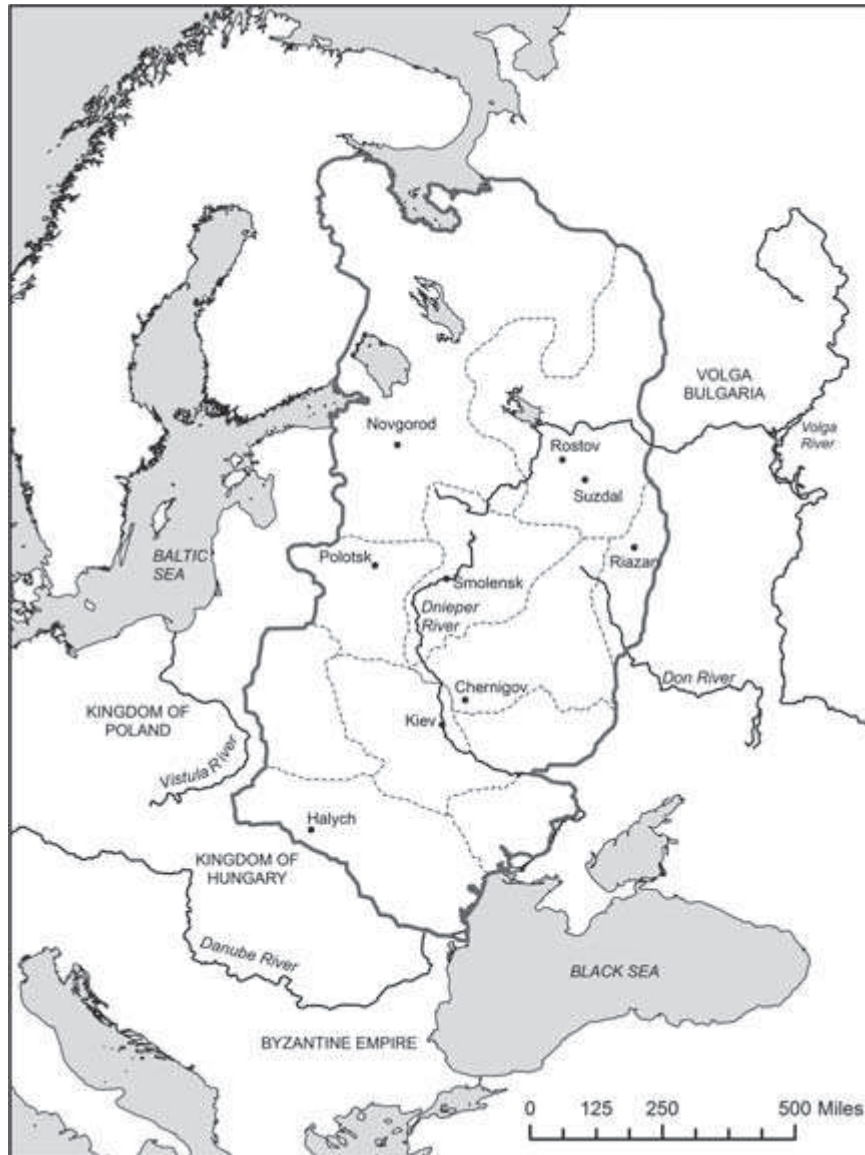 VOLGA
BULGARIA
Volga
River
Novgorod
Rostov
Suzdal
BALTIC
SEA
Polotsk
Smolensk
Riazan
Dnieper
River
Don River
Chernigov
KINGDOM OF
POLAND
Kiev
Vistula River
Halych
KINGDOM OF
HUNGARY
Danube River
BLACK SEA
BYZANTINE EMPIRE
0 125 250 500 Miles